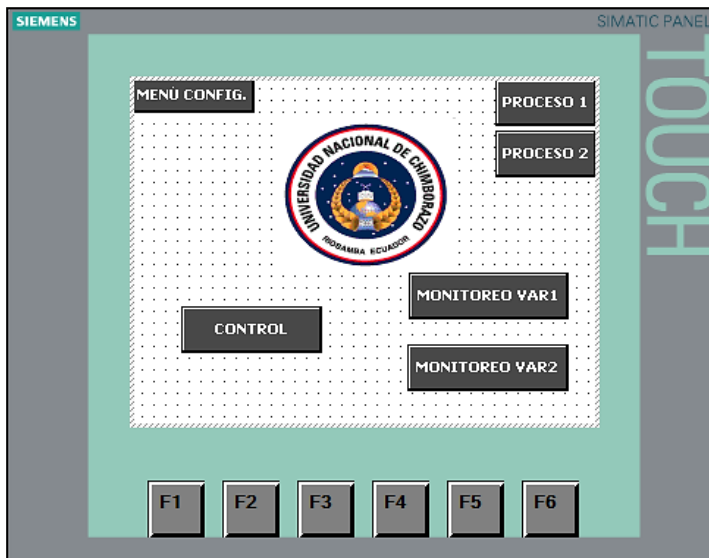 SIEMENS
SIMATIC PANEL
TOUCH
MENÙ CONFIG.
PROCESO 1
PROCESO 2
UNIVERSIDAD NACIONAL DE CHIMBORAZO
RIOBAMBA ECUADOR
MONITOREO VAR1
CONTROL
MONITOREO VAR2
F1 F2 F3 F4 F5 F6